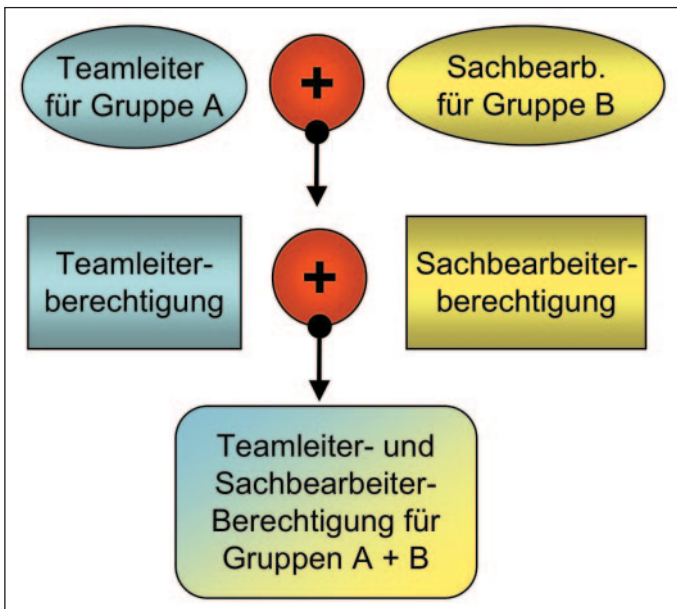 Teamleiter
für Gruppe A
+
Sachbearb.
für Gruppe B
Teamleiter-
berechtigung
+
Sachbearbeiter-
berechtigung
Teamleiter- und
Sachbearbeiter-
Berechtigung für
Gruppen A + B